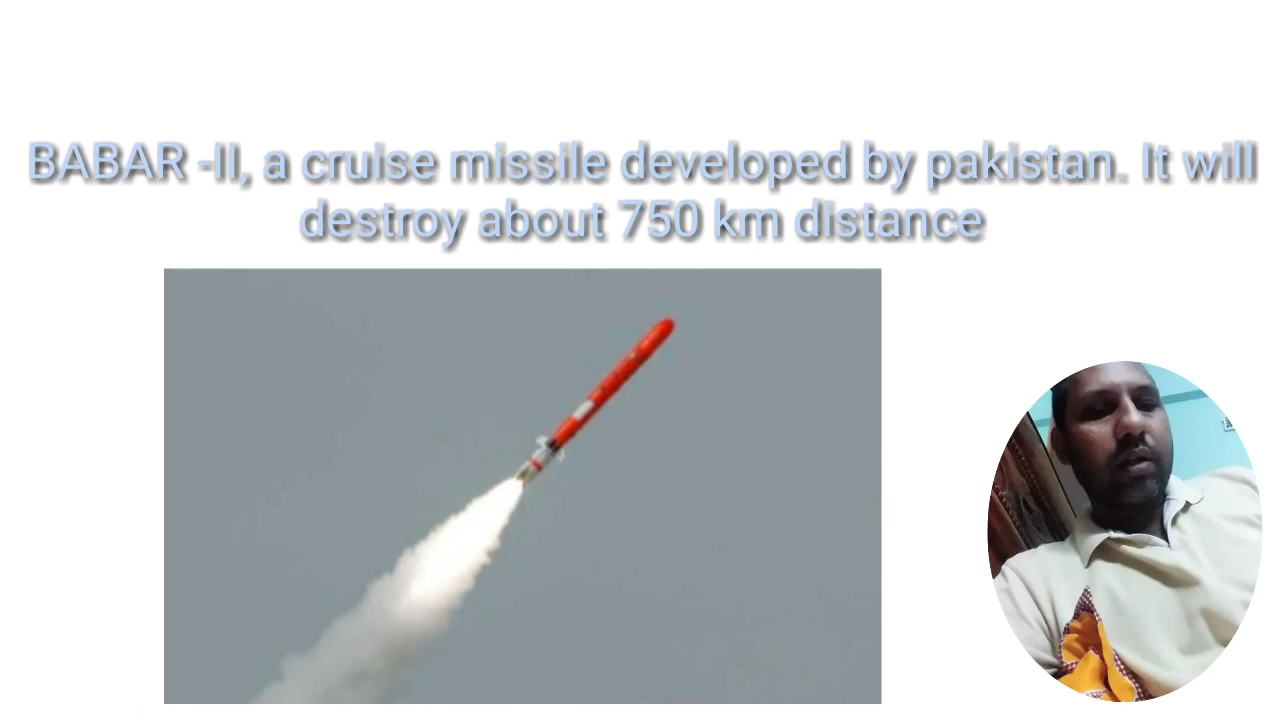 BABAR -II, a cruise missile developed by pakistan. It will
destroy about 750 km distance